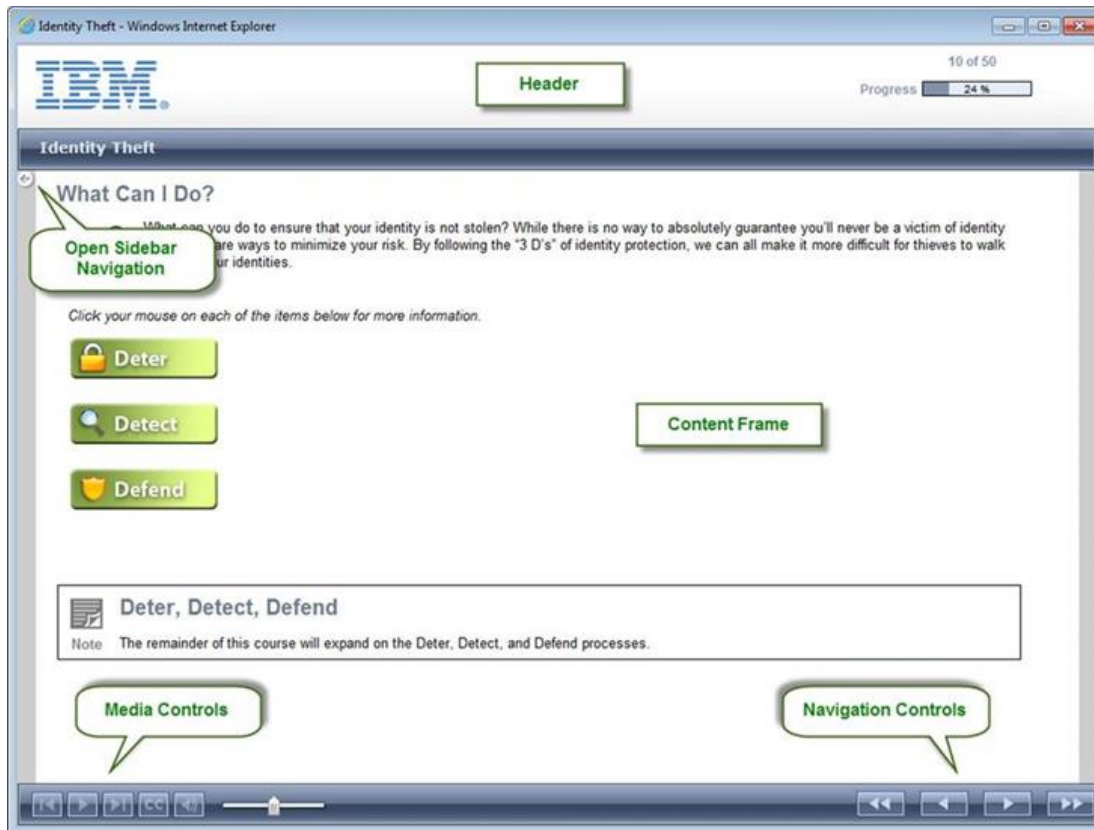 Identity Theft - Windows Internet Explorer
IBM®
Header
10 of 50
Progress 24 %
Identity Theft
What Can I Do?
What can you do to ensure that your identity is not stolen? While there is no way to absolutely guarantee you'll never be a victim of identity
are ways to minimize your risk. By following the "3 D's" of identity protection, we can all make it more difficult for thieves to walk
ur identities.
Open Sidebar
Navigation
Click your mouse on each of the items below for more information.
Deter
Detect
Content Frame
Defend
Deter, Detect, Defend
Note The remainder of this course will expand on the Deter, Detect, and Defend processes.
Media Controls
Navigation Controls
CC